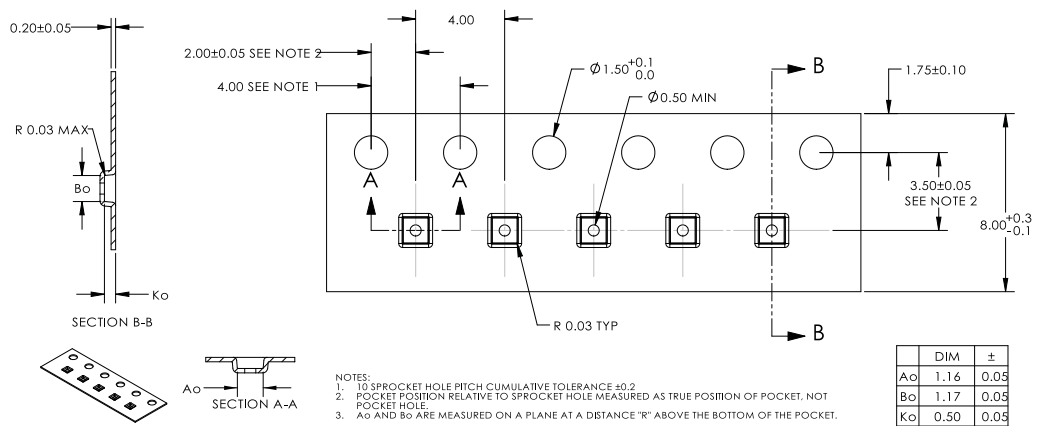 0.20±0.05
4.00
2.00±0.05 SEE NOTE 2
4.00 SEE NOTE 1
Ø1.50 +0.1 0.0
Ø0.50 MIN
B
1.75±0.10
R 0.03 MAX
Bo
A
A
3.50±0.05
SEE NOTE 2
8.00 +0.3 -0.1
Ko
SECTION B-B
R 0.03 TYP
B
Ao
SECTION A-A
NOTES:
1. 10 SPROCKET HOLE PITCH CUMULATIVE TOLERANCE ±0.2
2. POCKET POSITION RELATIVE TO SPROCKET HOLE MEASURED AS TRUE POSITION OF POCKET, NOT
POCKET HOLE.
3. Ao AND Bo ARE MEASURED ON A PLANE AT A DISTANCE "R" ABOVE THE BOTTOM OF THE POCKET.
DIM ±
Ao 1.16 0.05
Bo 1.17 0.05
Ko 0.50 0.05